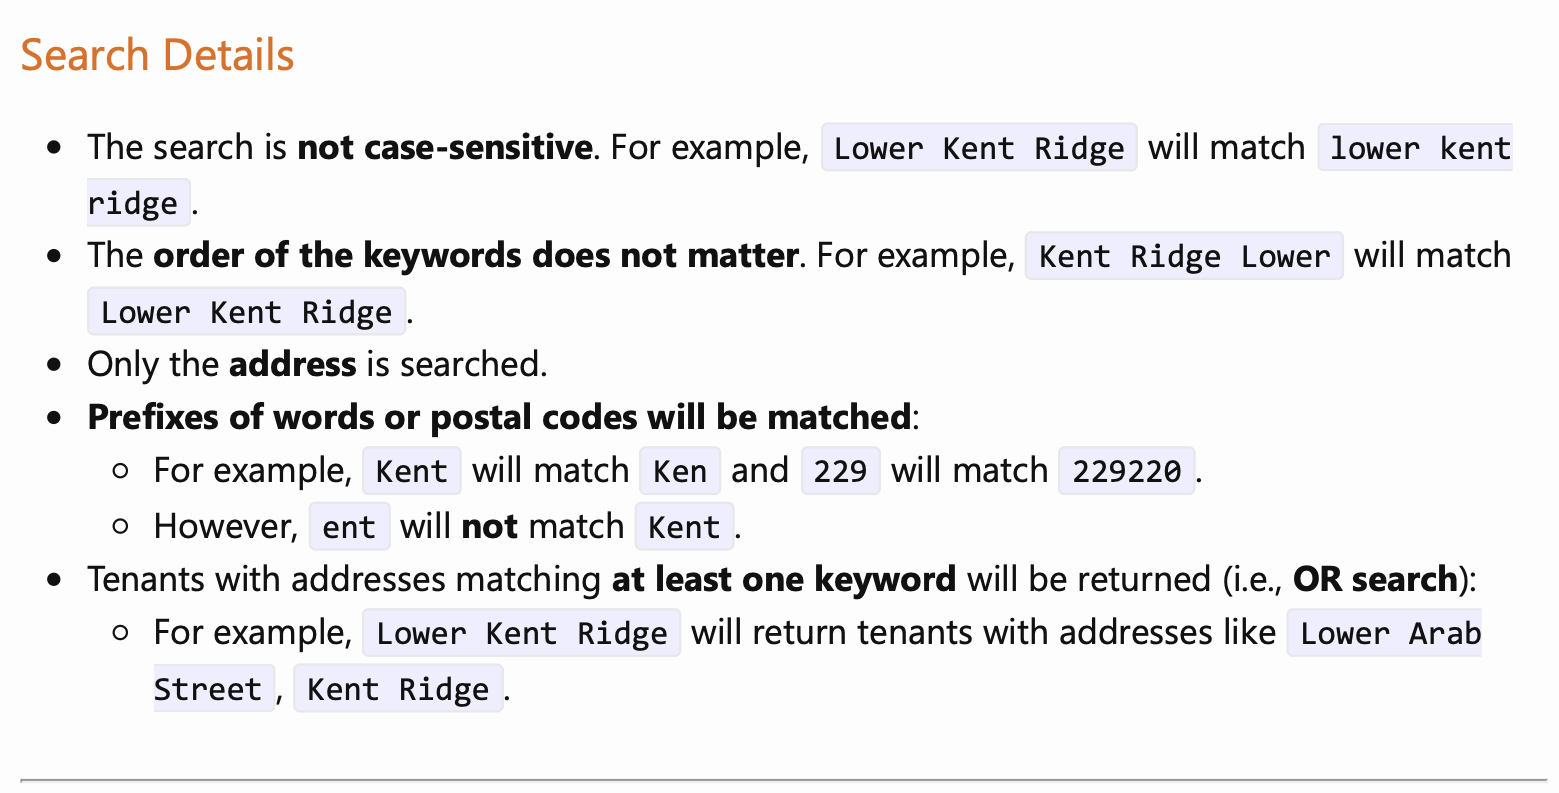 Search Details
• The search is not case-sensitive. For example, Lower Kent Ridge will match lower kent
ridge .
• The order of the keywords does not matter. For example, Kent Ridge Lower will match
Lower Kent Ridge .
• Only the address is searched.
• Prefixes of words or postal codes will be matched:
○ For example, Kent will match Ken and 229 will match 229220 .
○ However, ent will not match Kent .
• Tenants with addresses matching at least one keyword will be returned (i.e., OR search):
○ For example, Lower Kent Ridge will return tenants with addresses like Lower Arab
Street , Kent Ridge .